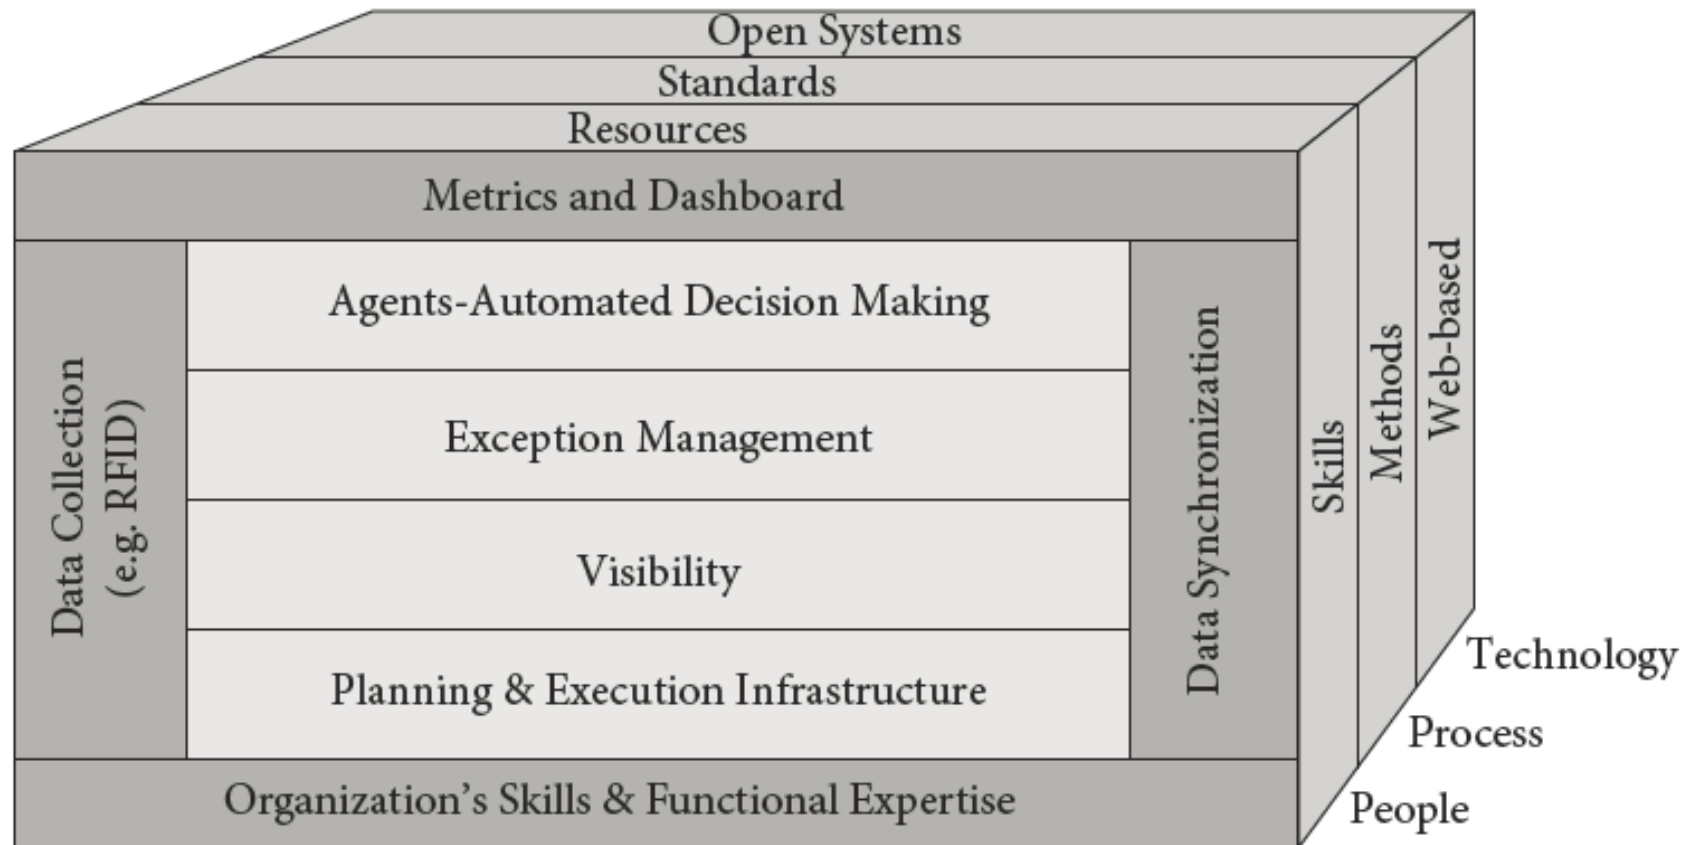 Open Systems
Standards
Resources
Metrics and Dashboard
Data Collection
(e.g. RFID)
Agents-Automated Decision Making
Exception Management
Visibility
Planning & Execution Infrastructure
Data Synchronization
Skills
Methods
Web-based
Organization’s Skills & Functional Expertise
Technology
Process
People